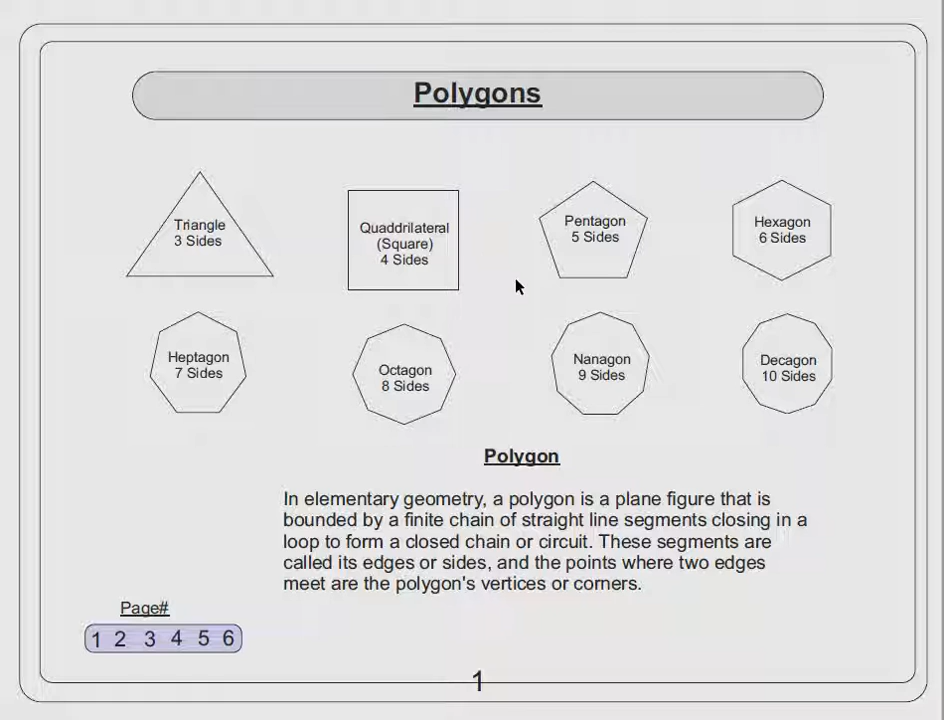 Polygons
Triangle
3 Sides
Quaddrilateral
(Square)
4 Sides
Pentagon
5 Sides
Hexagon
6 Sides
Heptagon
7 Sides
Octagon
8 Sides
Nanagon
9 Sides
Decagon
10 Sides
Polygon
In elementary geometry, a polygon is a plane figure that is
bounded by a finite chain of straight line segments closing in a
loop to form a closed chain or circuit. These segments are
called its edges or sides, and the points where two edges
meet are the polygon's vertices or corners.
Page#
1 2 3 4 5 6
1